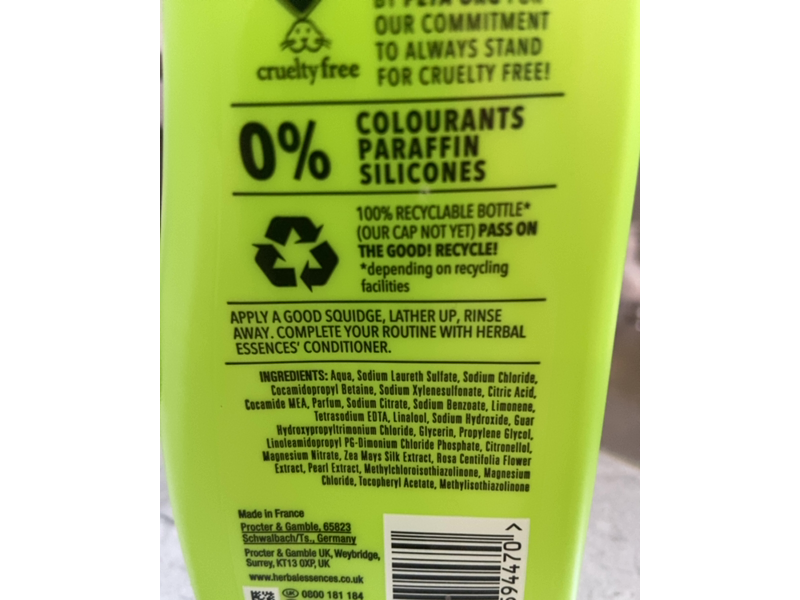 BY PETA ORG FOR
OUR COMMITMENT
TO ALWAYS STAND
FOR CRUELTY FREE!
crueltyfree
0%
COLOURANTS
PARAFFIN
SILICONES
100% RECYCLABLE BOTTLE*
(OUR CAP NOT YET) PASS ON
THE GOOD! RECYCLE!
*depending on recycling
facilities
APPLY A GOOD SQUIDGE, LATHER UP, RINSE
AWAY. COMPLETE YOUR ROUTINE WITH HERBAL
ESSENCES' CONDITIONER.
INGREDIENTS: Aqua, Sodium Laureth Sulfate, Sodium Chloride,
Cocamidopropyl Betaine, Sodium Xylenesulfonate, Citric Acid,
Cocamide MEA, Parfum, Sodium Citrate, Sodium Benzoate, Limonene,
Tetrasodium EDTA, Linalool, Sodium Hydroxide, Guar
Hydroxypropyltrimonium Chloride, Glycerin, Propylene Glycol,
Linoleamidopropyl PG-Dimonium Chloride Phosphate, Citronellol,
Magnesium Nitrate, Zea Mays Silk Extract, Rosa Centifolia Flower
Extract, Pearl Extract, Methylchloroisothiazolinone, Magnesium
Chloride, Tocopheryl Acetate, Methylisothiazolinone
Made in France
Procter & Gamble, 65823
Schwalbach/Ts., Germany
Procter & Gamble UK, Weybridge,
Surrey, KT13 0XP, UK
www.herbalessences.co.uk
UK 0800 181 184
94470>